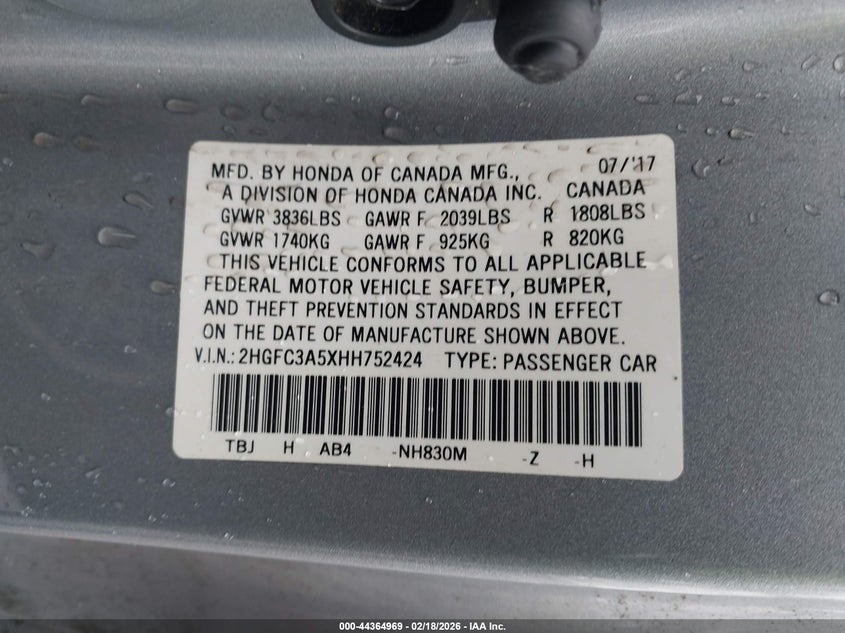 MFD. BY HONDA OF CANADA MFG., 07/'17
A DIVISION OF HONDA CANADA INC. CANADA
GVWR 3836LBS GAWR F 2039LBS R 1808LBS
GVWR 1740KG GAWR F 925KG R 820KG
THIS VEHICLE CONFORMS TO ALL APPLICABLE
FEDERAL MOTOR VEHICLE SAFETY, BUMPER,
AND THEFT PREVENTION STANDARDS IN EFFECT
ON THE DATE OF MANUFACTURE SHOWN ABOVE.
V.I.N.: 2HGFC3A5XHH752424 TYPE: PASSENGER CAR
TBJ H AB4 -NH830M -Z -H
000-44364969 | 02/18/2026 - IAA Inc.